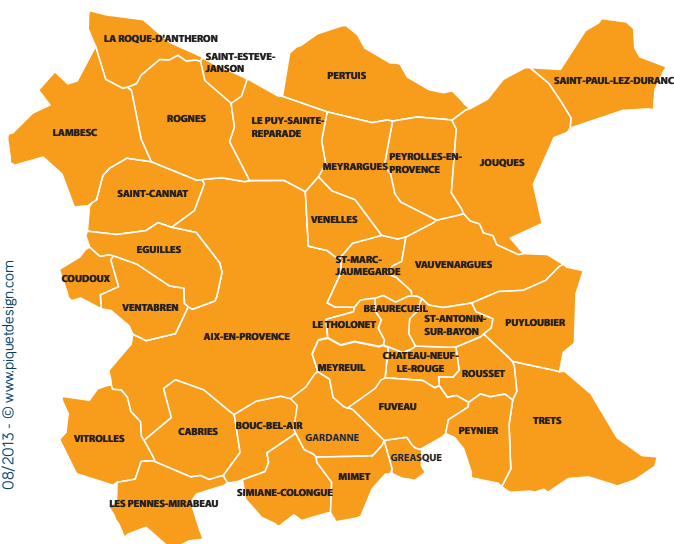 LA ROQUE-D'ANTHERON
SAINT-ESTEVE-
JANSON
PERTUIS
SAINT-PAUL-LEZ-DURANC
LAMBESC
ROGNES
LE PUY-SAINTE-
REPARADE
MEYRARGUES
PEYROLLES-EN-
PROVENCE
JOUQUES
SAINT-CANNAT
VENELLES
EGUILLES
ST-MARC-
JAUMEGARDE
VAUVENARGUES
COUDOUX
VENTABREN
BEAURECUEIL
LE THOLONET
ST-ANTONIN-
SUR-BAYON
PUYLOUBIER
AIX-EN-PROVENCE
CHATEAU-NEUF-
LE-ROUGE
MEYREUIL
ROUSSET
FUVEAU
TRETS
VITROLLES
CABRIES
BOUC-BEL-AIR
GARDANNE
PEYNIER
GREASQUE
MIMET
SIMIANE-COLONGUE
LES PENNES-MIRABEAU
08/2013 - © www.piquetdesign.com